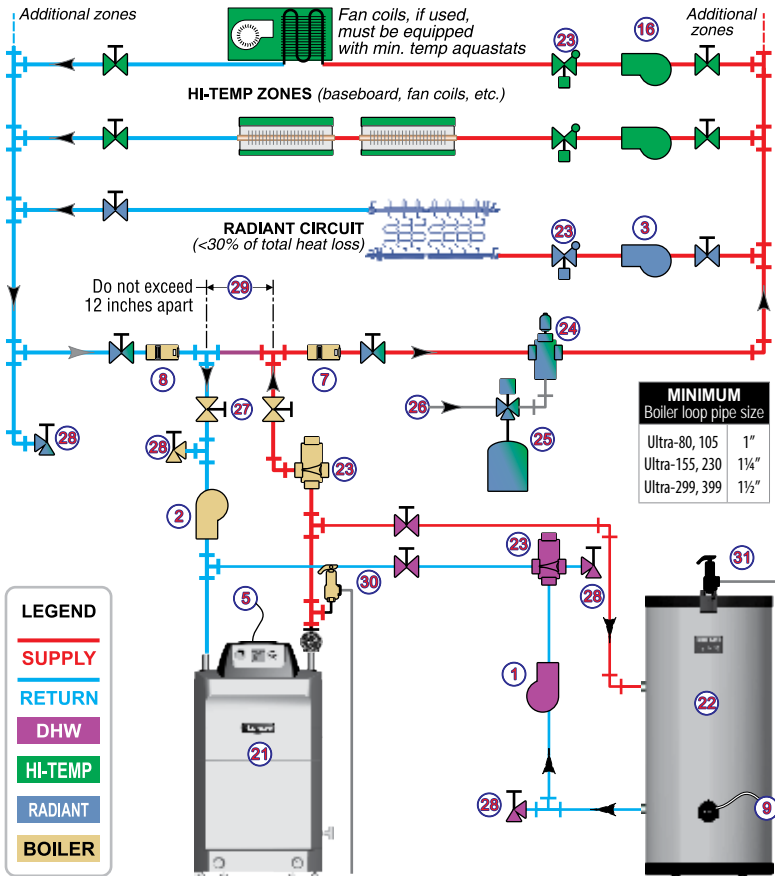 Additional zones
Fan coils, if used,
must be equipped
with min. temp aquastats
23
16
Additional
zones
HI-TEMP ZONES (baseboard, fan coils, etc.)
RADIANT CIRCUIT
(<30% of total heat loss)
23
3
Do not exceed
12 inches apart
29
24
8
7
26
27
25
28
28
23
MINIMUM
Boiler loop pipe size
Ultra-80, 105 1”
Ultra-155, 230 1¼”
Ultra-299, 399 1½”
2
23
31
30
28
5
LEGEND
SUPPLY
RETURN
DHW
HI-TEMP
RADIANT
BOILER
1
22
21
28
9